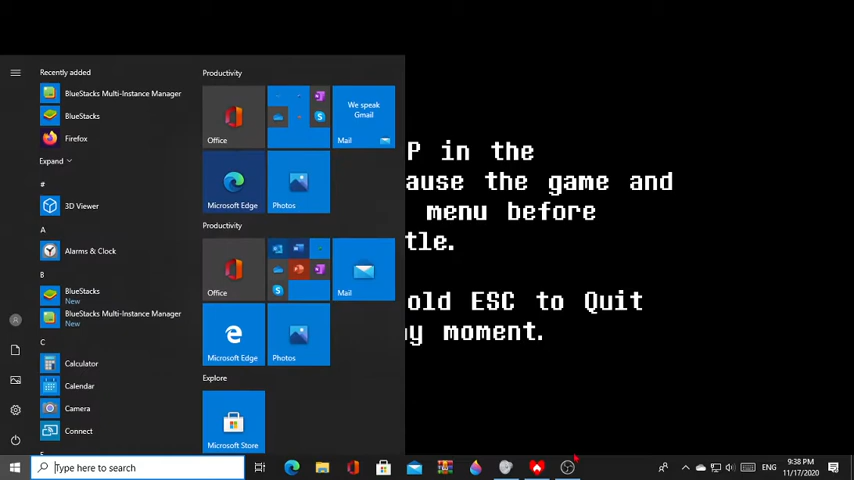 Recently added
BlueStacks Multi-Instance Manager
BlueStacks
Firefox
Expand
#
3D Viewer
A
Alarms & Clock
B
BlueStacks
New
BlueStacks Multi-Instance Manager
New
C
Calculator
Calendar
Camera
Connect
Productivity
Office
We speak
Gmail
Mail
Microsoft Edge
Photos
Productivity
Office
Mail
Microsoft Edge
Photos
Explore
Microsoft Store
P in the
ause the game and
menu before
tle.
old ESC to Quit
y moment.
Type here to search
ENG
9:38 PM
11/17/2020